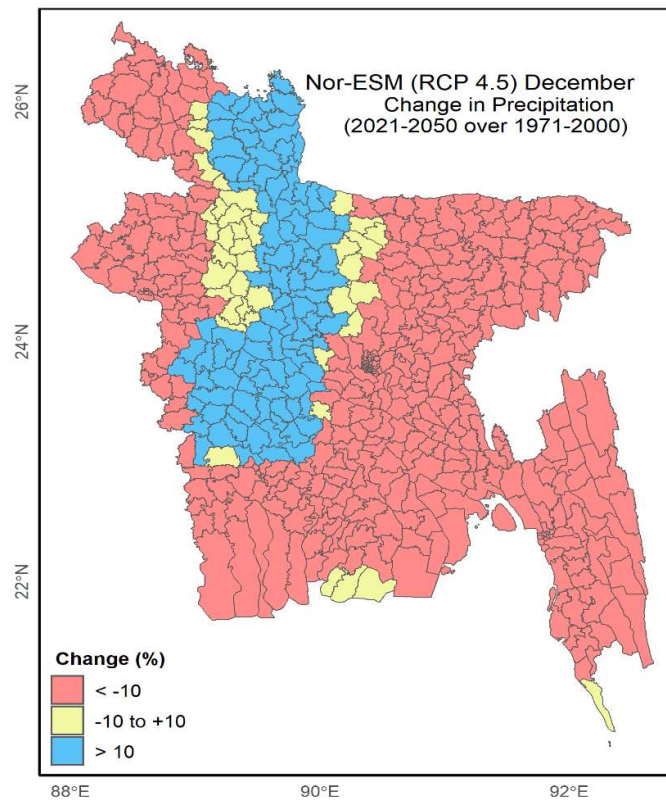 Nor-ESM (RCP 4.5) December
Change in Precipitation
(2021-2050 over 1971-2000)
26°N
24°N
22°N
Change (%)
< -10
-10 to +10
> 10
88°E
90°E
92°E